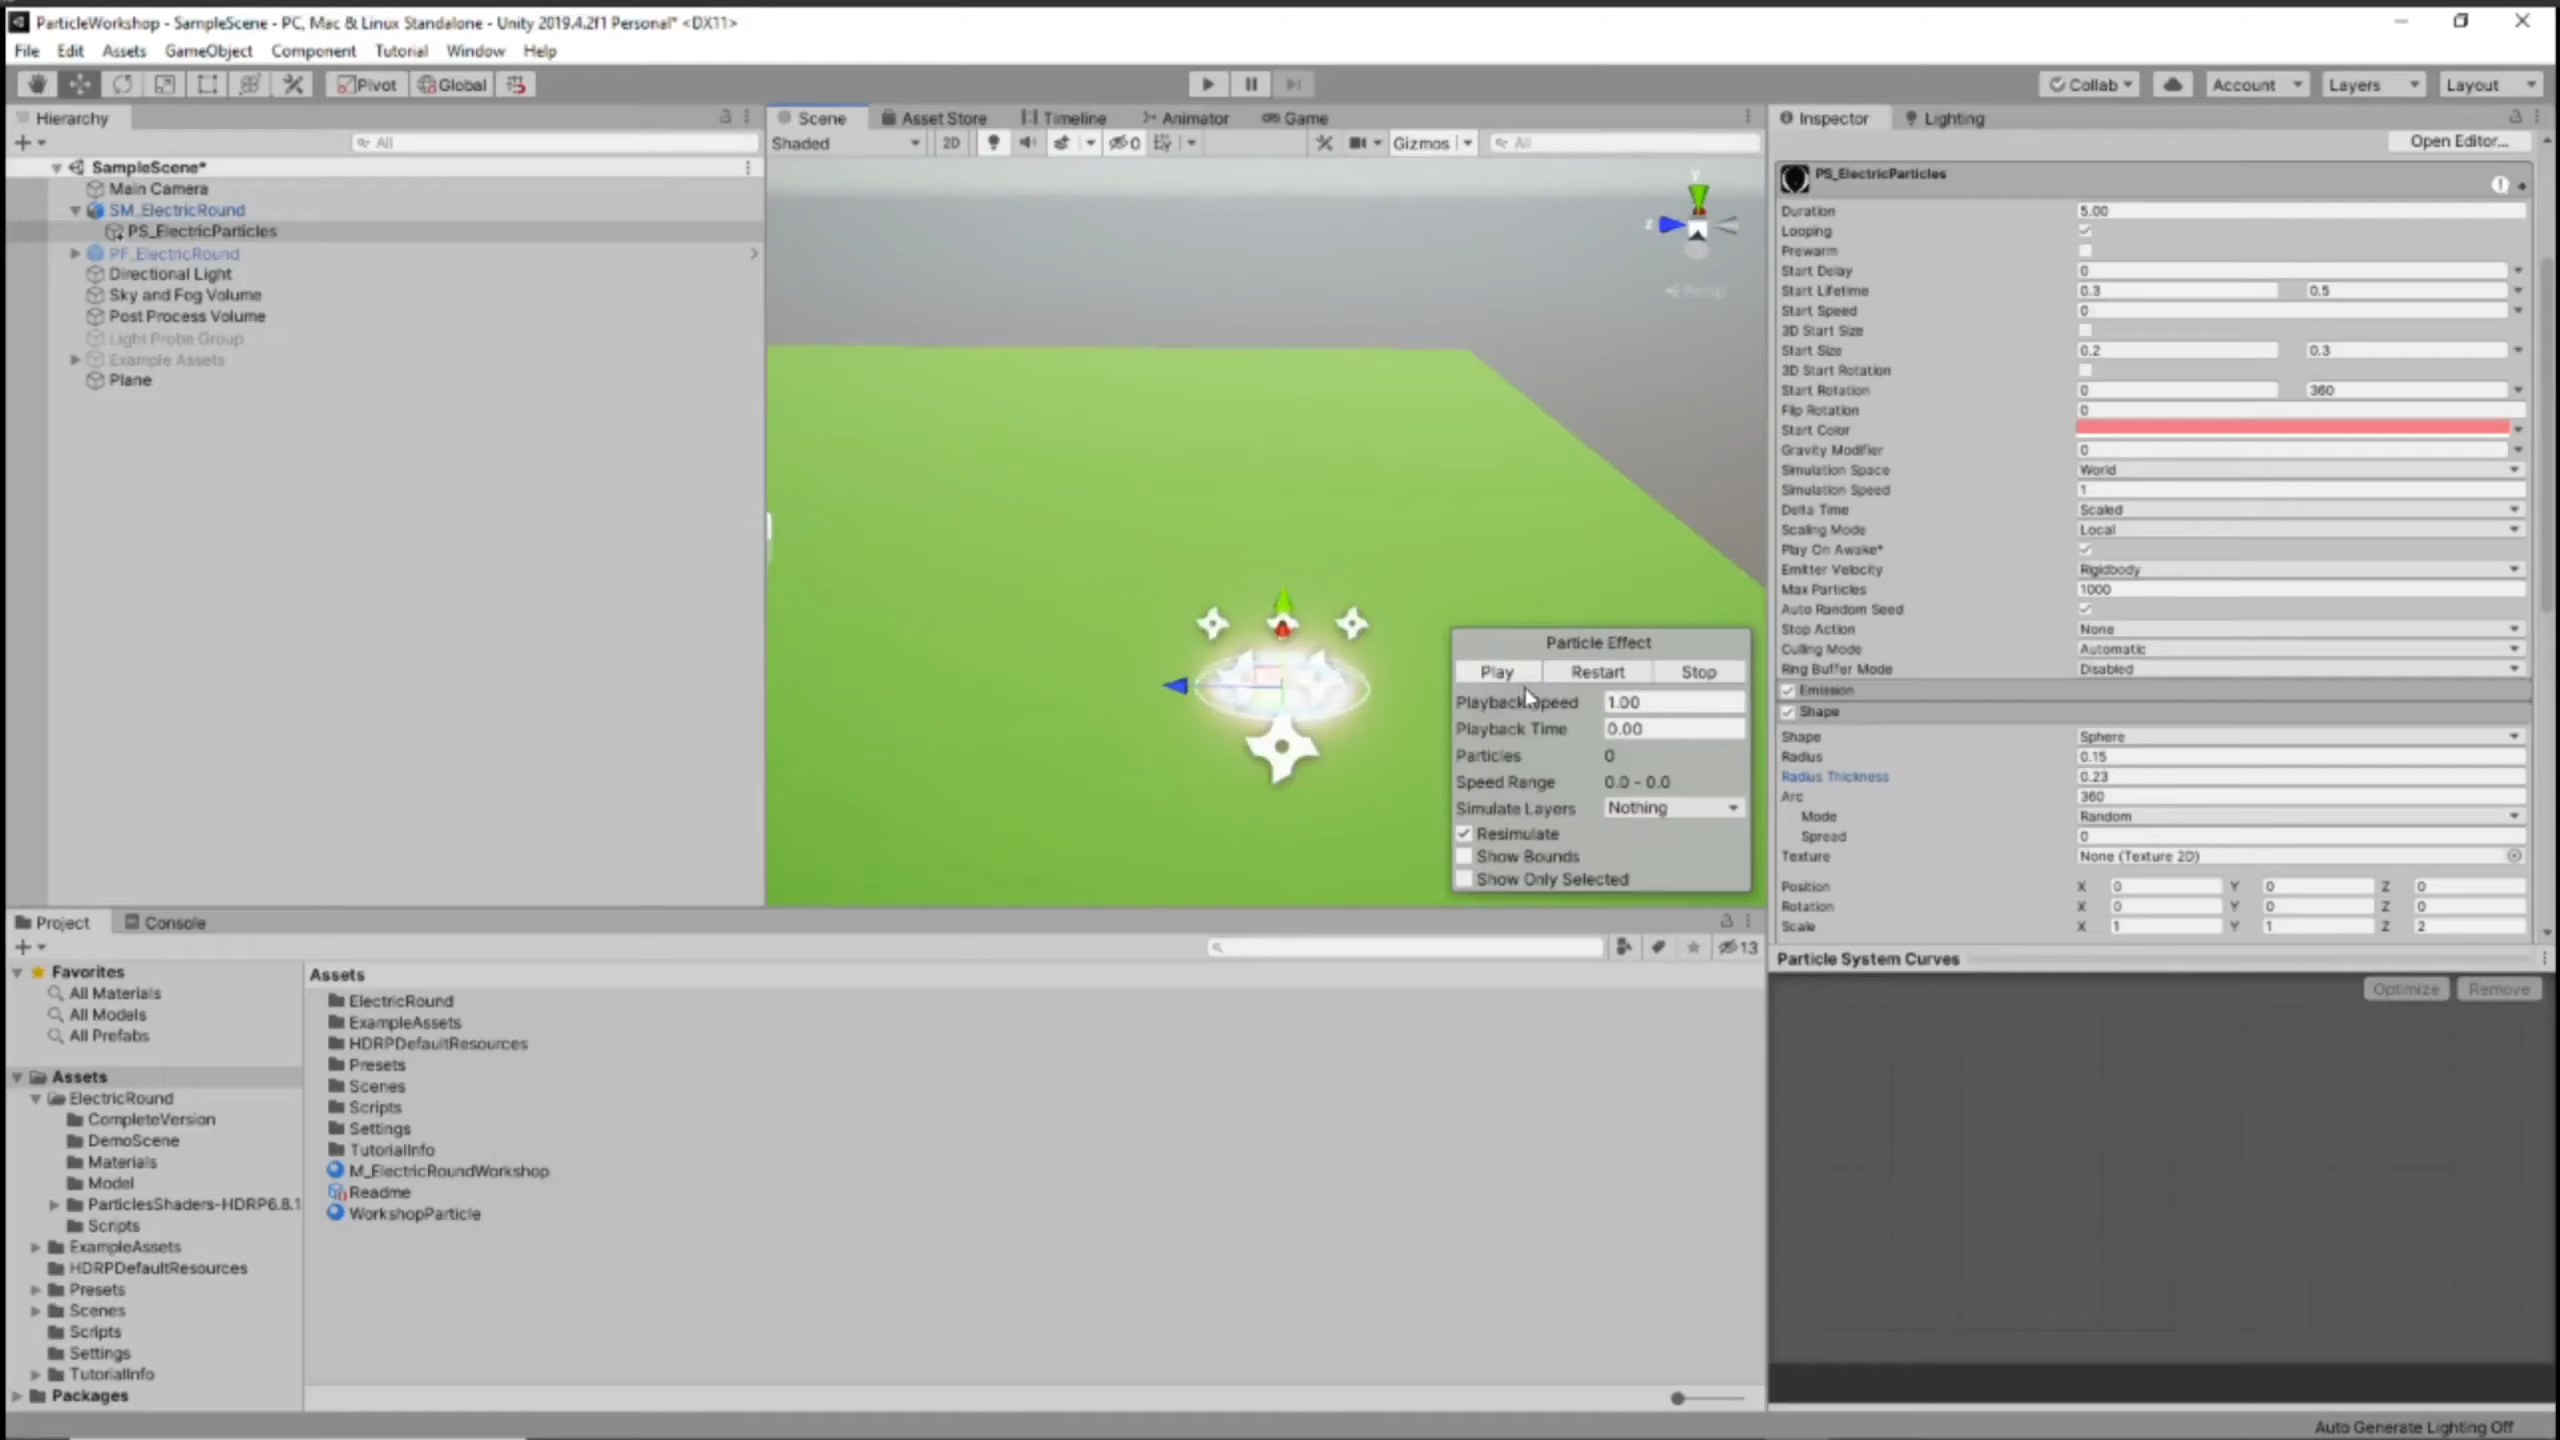 ParticleWorkshop - SampleScene - PC, Mac & Linux Standalone - Unity 2019.4.2f1 Personal* <DX11>
File Edit Assets GameObject Component Tutorial Window Help
Pivot Global
Collab Account Layers Layout
Hierarchy
All
SampleScene*
Main Camera
SM_ElectricRound
PS_ElectricParticles
PF_ElectricRound
Directional Light
Sky and Fog Volume
Post Process Volume
Light Probe Group
Example Assets
Plane
Scene Asset Store Timeline Animator Game
Shaded 2D 0 Gizmos All
y
z
Persp
Particle Effect
Play Restart Stop
Playback Speed 1.00
Playback Time 0.00
Particles 0
Speed Range 0.0 - 0.0
Simulate Layers Nothing
Resimulate
Show Bounds
Show Only Selected
Inspector Lighting
Open Editor...
PS_ElectricParticles
Duration 5.00
Looping
Prewarm
Start Delay 0
Start Lifetime 0.3 0.5
Start Speed 0
3D Start Size
Start Size 0.2 0.3
3D Start Rotation
Start Rotation 0 360
Flip Rotation 0
Start Color
Gravity Modifier 0
Simulation Space World
Simulation Speed 1
Delta Time Scaled
Scaling Mode Local
Play On Awake*
Emitter Velocity Rigidbody
Max Particles 1000
Auto Random Seed
Stop Action None
Culling Mode Automatic
Ring Buffer Mode Disabled
Emission
Shape
Shape Sphere
Radius 0.15
Radius Thickness 0.23
Arc 360
Mode Random
Spread 0
Texture None (Texture 2D)
Position X 0 Y 0 Z 0
Rotation X 0 Y 0 Z 0
Scale X 1 Y 1 Z 2
Particle System Curves
Optimize Remove
Project Console
13
Favorites
All Materials
All Models
All Prefabs
Assets
ElectricRound
CompleteVersion
DemoScene
Materials
Model
ParticlesShaders-HDRP6.8.1
Scripts
ExampleAssets
HDRPDefaultResources
Presets
Scenes
Scripts
Settings
TutorialInfo
Packages
Assets
ElectricRound
ExampleAssets
HDRPDefaultResources
Presets
Scenes
Scripts
Settings
TutorialInfo
M_ElectricRoundWorkshop
Readme
WorkshopParticle
Auto Generate Lighting Off